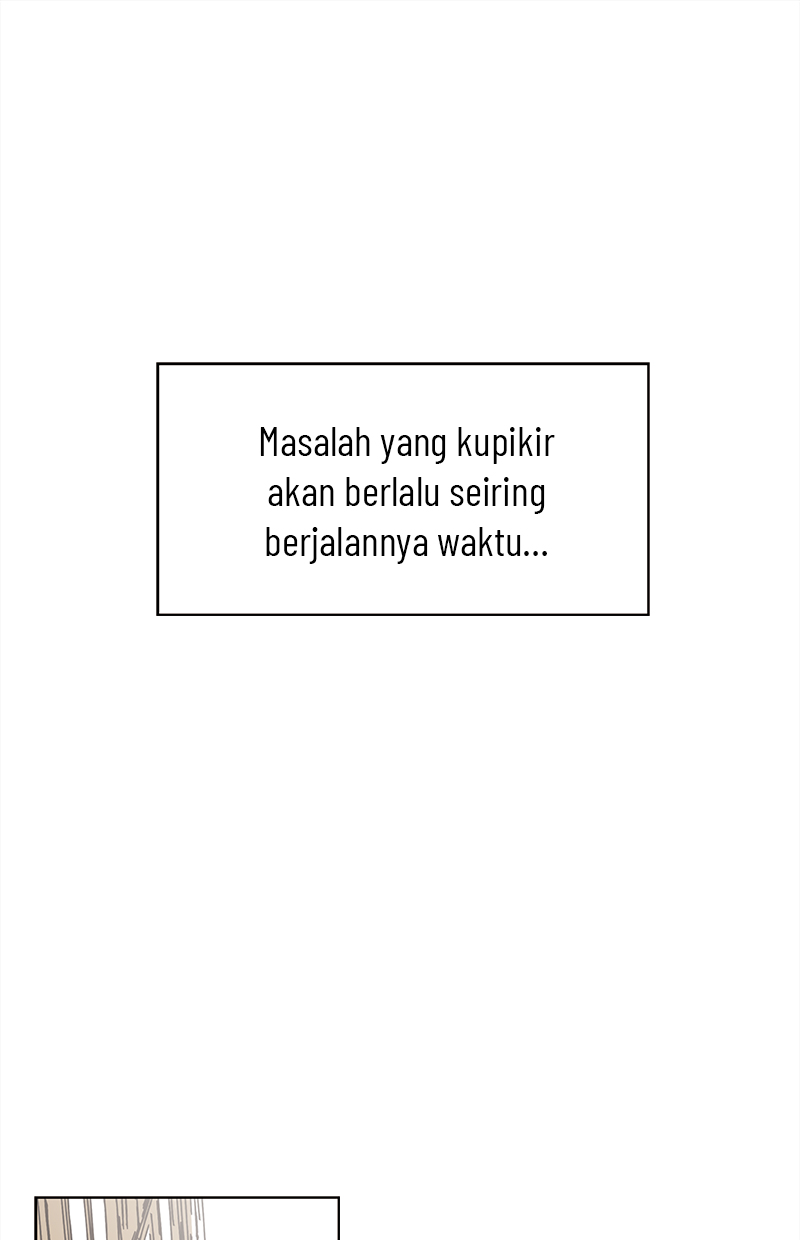 Masalah yang kupikir
akan berlalu seiring
berjalannya waktu...